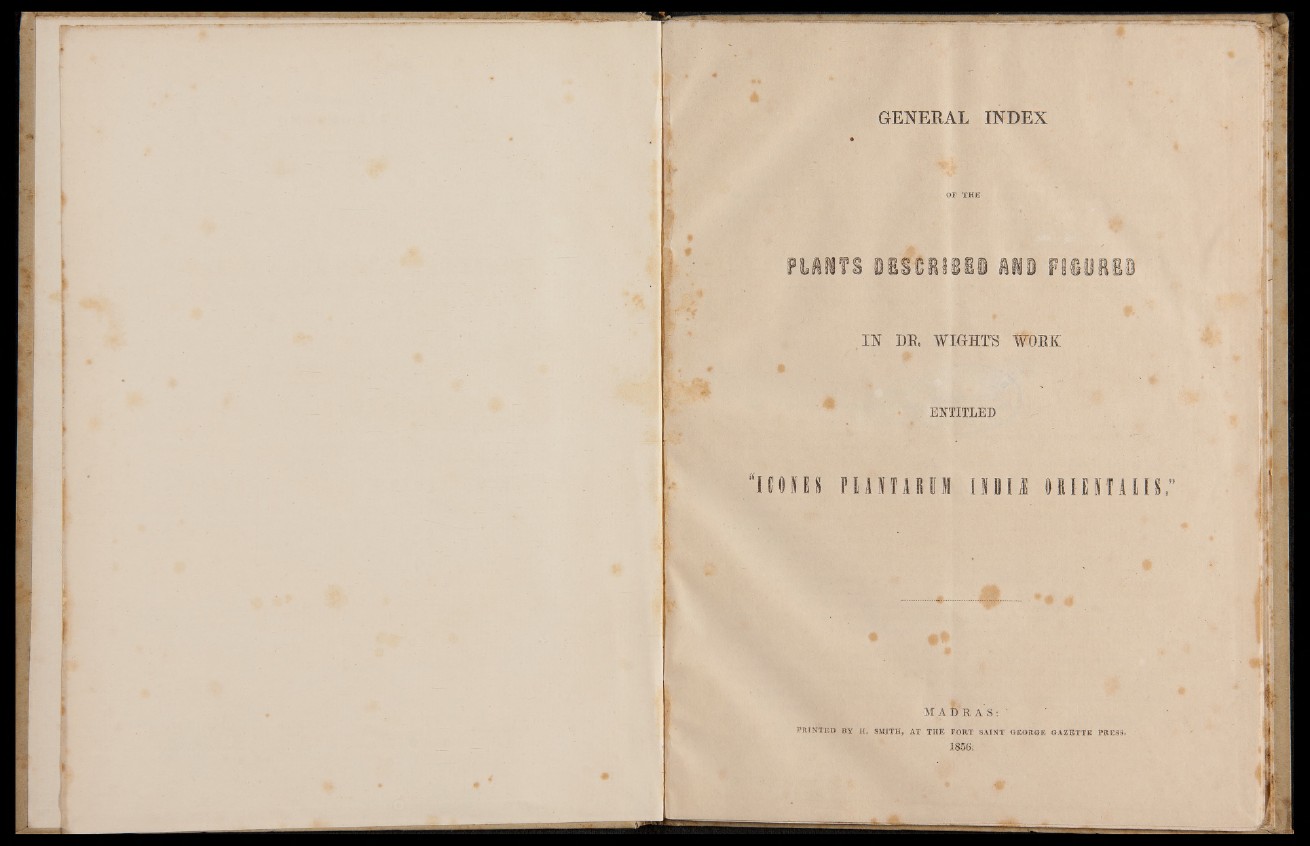 GENERAL INDEX
OF THE
PLANTS DESCRIBED AND FIGURED
IN DR. WIGHT'S WORK
ENTITLED
"ICONES PLANTARUM INDIÆ ORIENTALIS."
MADRAS:
PRINTED BY H. SMITH, AT THE FORT SAINT GEORGE GAZETTE PRESS.
1856.